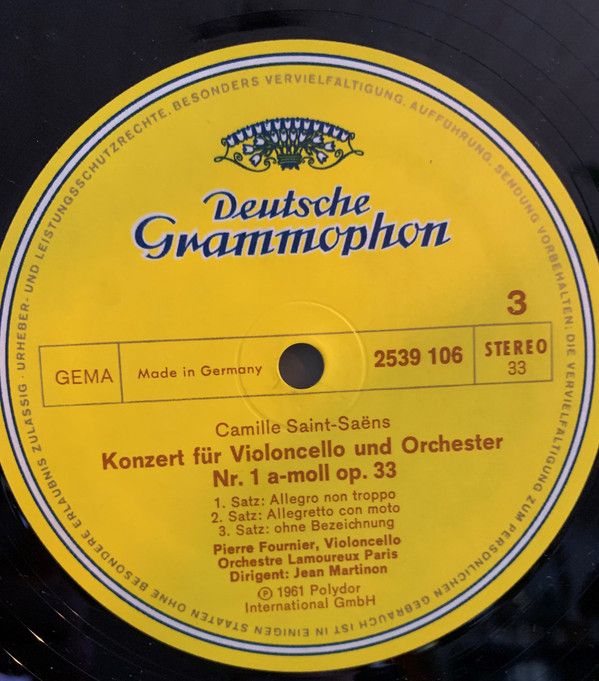 Deutsche
Grammophon
3
GEMA
Made in Germany
2539 106
STEREO
33
Camille Saint-Saëns
Konzert für Violoncello und Orchester
Nr. 1 a-moll op. 33
1. Satz: Allegro non troppo
2. Satz: Allegretto con moto
3. Satz: ohne Bezeichnung
Pierre Fournier, Violoncello
Orchestre Lamoureux Paris
Dirigent: Jean Martinon
Ⓟ 1961 Polydor
International GmbH
URHEBER- UND LEISTUNGSSCHUTZRECHTE. BESONDERS VERVIELFÄLTIGUNG, AUFFÜHRUNG, SENDUNG VORBEHALTEN; DIE VERVIELFÄLTIGUNG ZUM PERSÖNLICHEN GEBRAUCH IST IN EINIGEN STAATEN OHNE BESONDERE ERLAUBNIS ZULÄSSIG ·